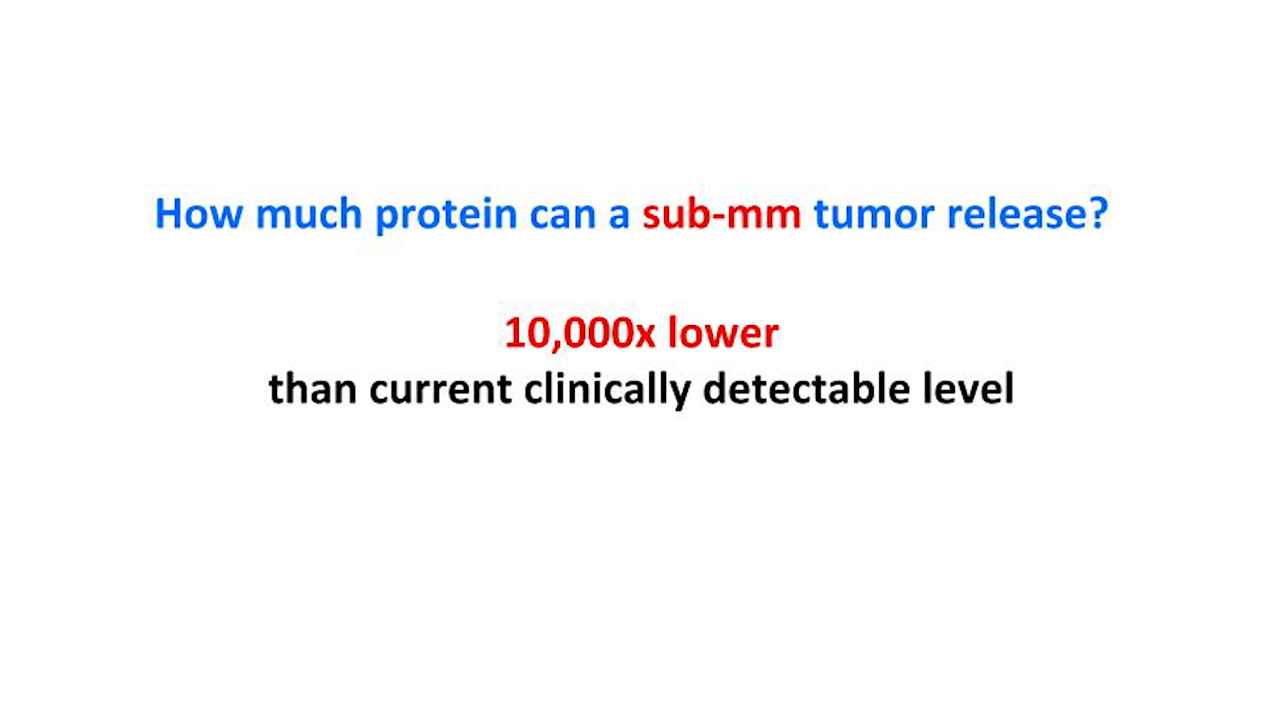 How much protein can a sub-mm tumor release?
10,000x lower
than current clinically detectable level